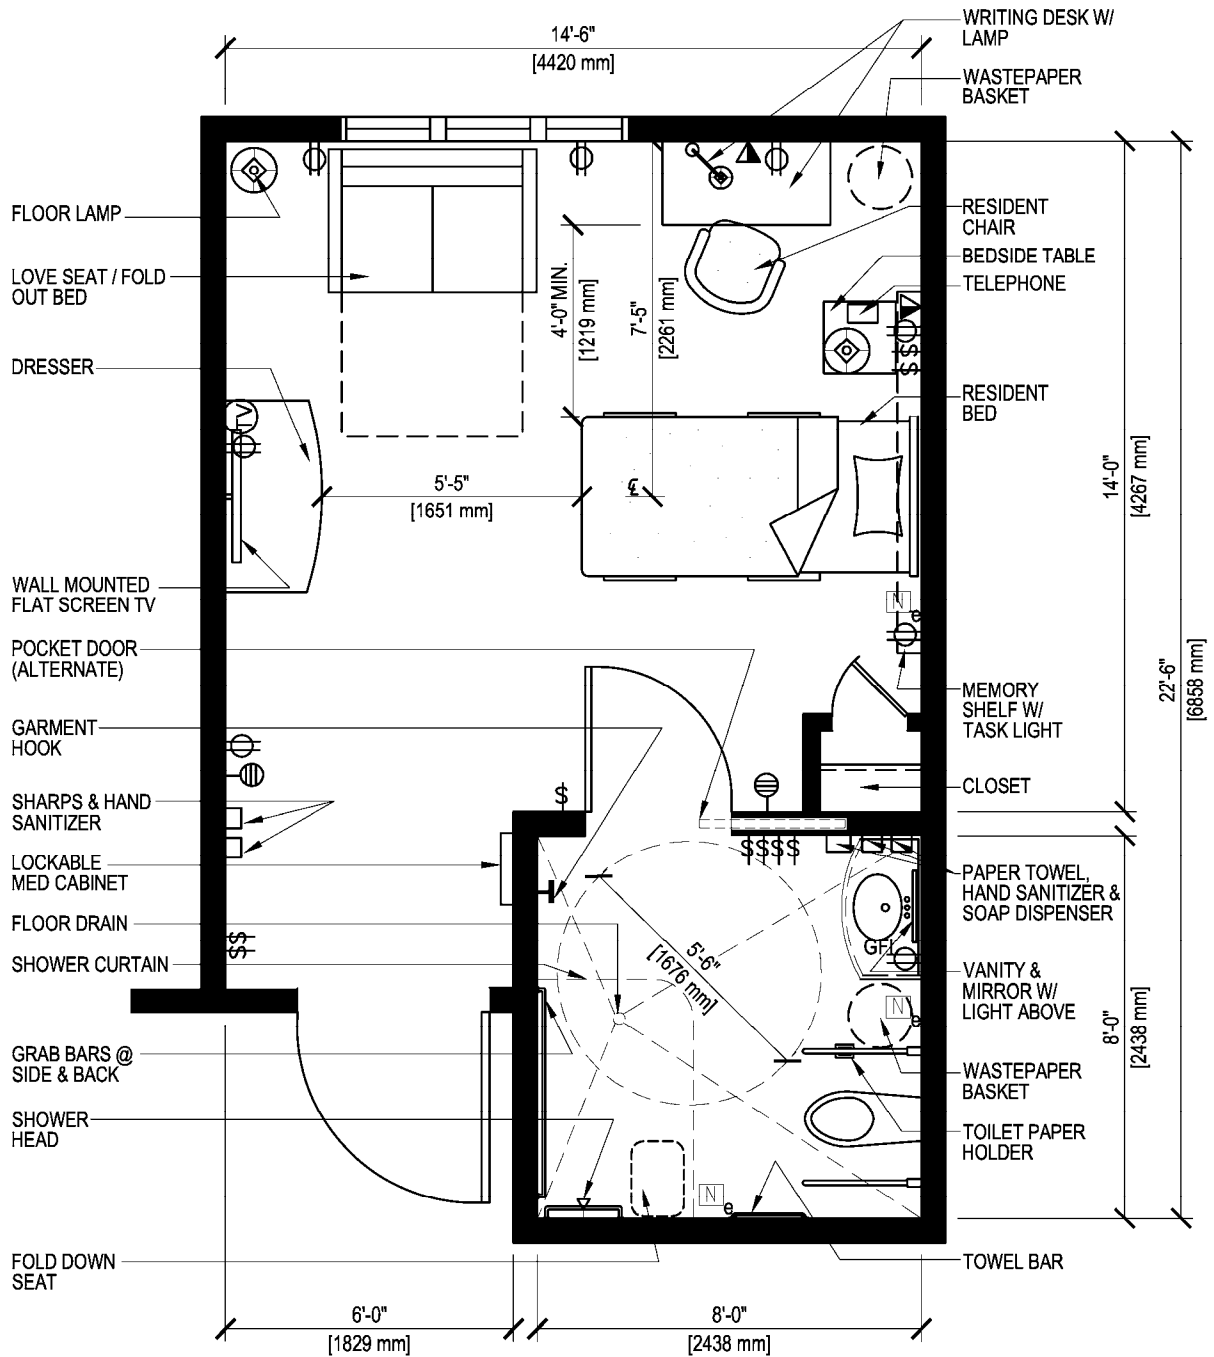 14'-6"
[4420 mm]
WRITING DESK W/
LAMP
WASTEPAPER
BASKET
FLOOR LAMP
LOVE SEAT / FOLD
OUT BED
DRESSER
RESIDENT
CHAIR
BEDSIDE TABLE
TELEPHONE
4'-0" MIN.
[1219 mm]
7'-5"
[2261 mm]
RESIDENT
BED
TV
5'-5"
[1651 mm]
14'-0"
[4267 mm]
22'-6"
[6858 mm]
SS
WALL MOUNTED
FLAT SCREEN TV
N
e
POCKET DOOR
(ALTERNATE)
MEMORY
SHELF W/
TASK LIGHT
GARMENT
HOOK
CLOSET
SHARPS & HAND
SANITIZER
S
SSSS
LOCKABLE
MED CABINET
PAPER TOWEL,
HAND SANITIZER &
SOAP DISPENSER
FLOOR DRAIN
SS
GFI
SHOWER CURTAIN
5'-6"
[1676 mm]
VANITY &
MIRROR W/
LIGHT ABOVE
N
e
8'-0"
[2438 mm]
GRAB BARS @
SIDE & BACK
WASTEPAPER
BASKET
SHOWER
HEAD
TOILET PAPER
HOLDER
N
e
FOLD DOWN
SEAT
TOWEL BAR
6'-0"
[1829 mm]
8'-0"
[2438 mm]